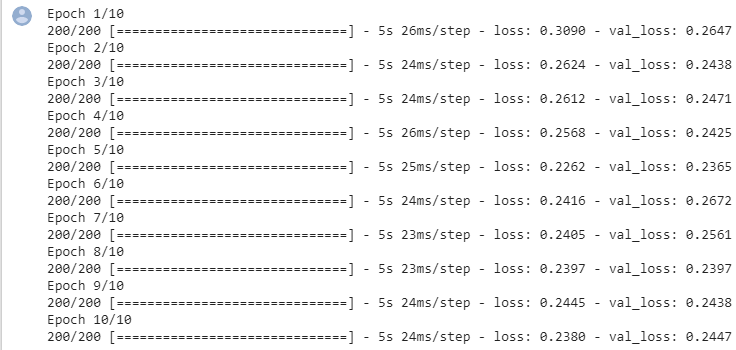 Epoch 1/10
200/200 [==============================] - 5s 26ms/step - loss: 0.3090 - val_loss: 0.2647
Epoch 2/10
200/200 [==============================] - 5s 24ms/step - loss: 0.2624 - val_loss: 0.2438
Epoch 3/10
200/200 [==============================] - 5s 24ms/step - loss: 0.2612 - val_loss: 0.2471
Epoch 4/10
200/200 [==============================] - 5s 26ms/step - loss: 0.2568 - val_loss: 0.2425
Epoch 5/10
200/200 [==============================] - 5s 25ms/step - loss: 0.2262 - val_loss: 0.2365
Epoch 6/10
200/200 [==============================] - 5s 24ms/step - loss: 0.2416 - val_loss: 0.2672
Epoch 7/10
200/200 [==============================] - 5s 23ms/step - loss: 0.2405 - val_loss: 0.2561
Epoch 8/10
200/200 [==============================] - 5s 23ms/step - loss: 0.2397 - val_loss: 0.2397
Epoch 9/10
200/200 [==============================] - 5s 24ms/step - loss: 0.2445 - val_loss: 0.2438
Epoch 10/10
200/200 [==============================] - 5s 24ms/step - loss: 0.2380 - val_loss: 0.2447